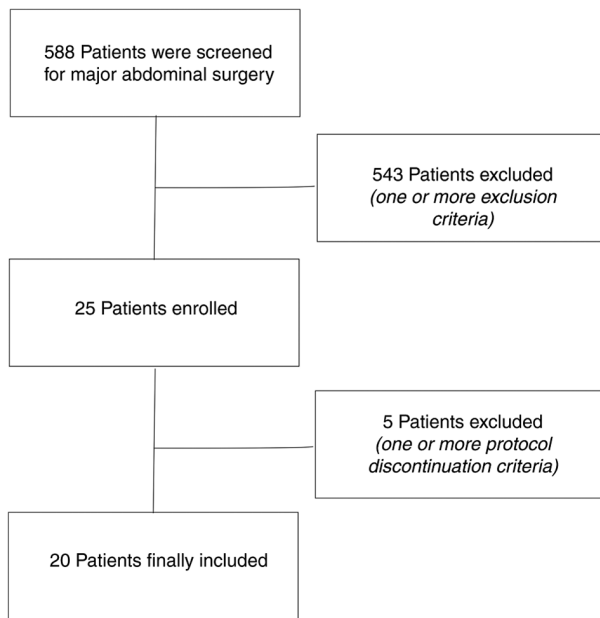 588 Patients were screened
for major abdominal surgery
543 Patients excluded
(one or more exclusion
criteria)
25 Patients enrolled
5 Patients excluded
(one or more protocol
discontinuation criteria)
20 Patients finally included